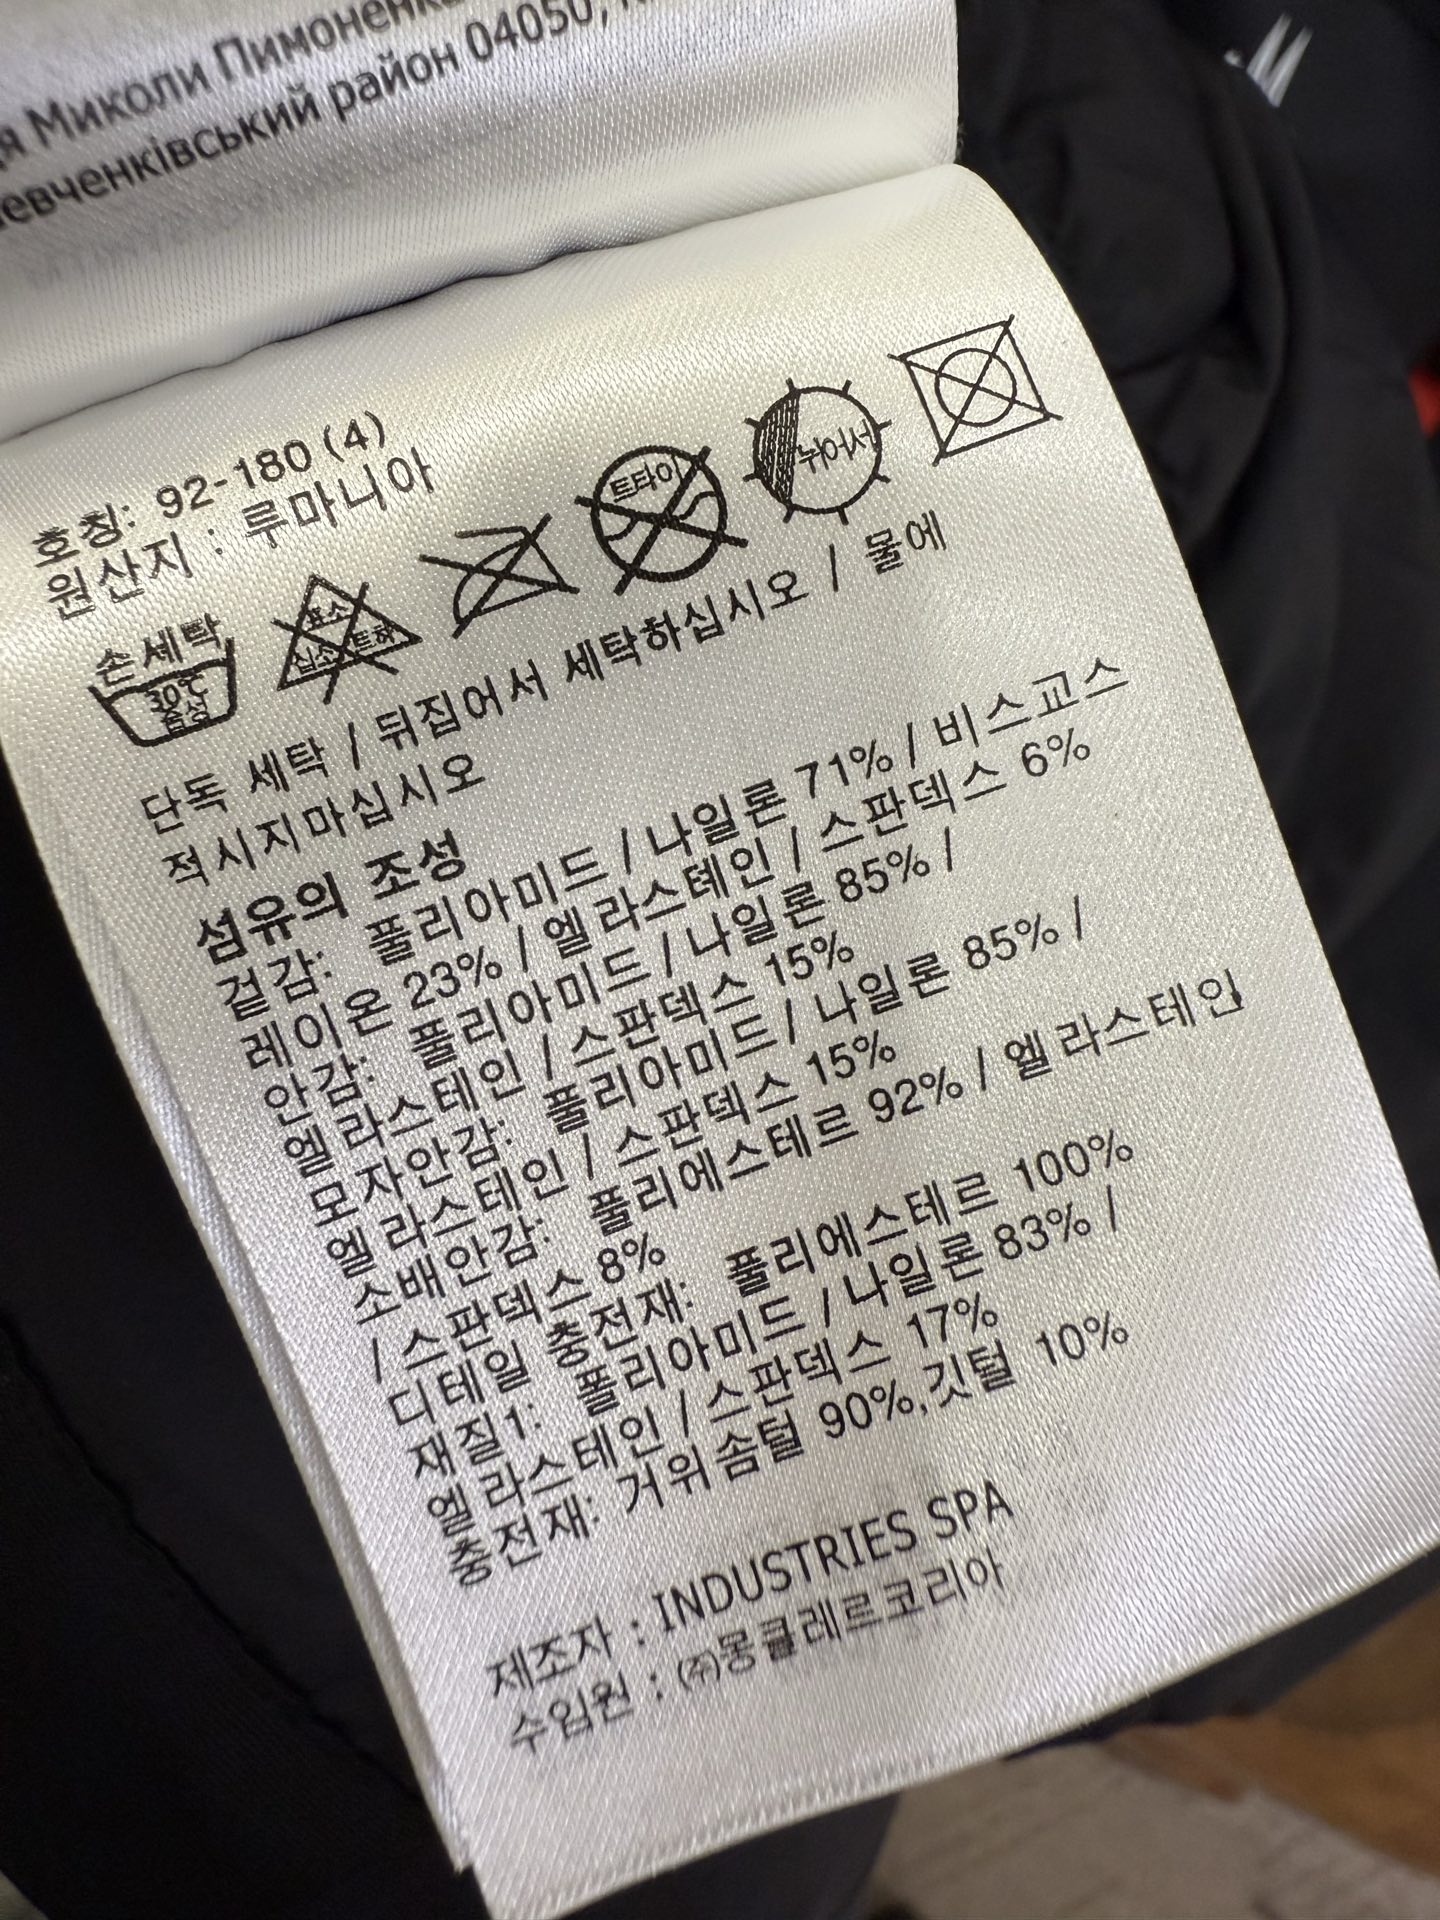 Миколи Пимоненка
район 04050,
호칭: 92-180 (4)
원산지 : 루마니아
손세탁
30℃
중성
표소
십소 트하
트타이
뉘어서
단독 세탁 / 뒤집어서 세탁하십시오 / 물에
적시지마십시오
섬유의 조성
겉감: 폴리아미드 / 나일론 71% / 비스코스
레이온 23% / 엘라스테인 / 스판덱스 6%
안감: 폴리아미드 / 나일론 85% /
엘라스테인 / 스판덱스 15%
모자안감: 폴리아미드 / 나일론 85% /
엘라스테인 / 스판덱스 15%
소배안감: 폴리에스테르 92% / 엘라스테인
/ 스판덱스 8%
디테일 충전재: 폴리에스테르 100%
재질1: 폴리아미드 / 나일론 83% /
엘라스테인 / 스판덱스 17%
충전재: 거위솜털 90%,깃털 10%
제조자 : INDUSTRIES SPA
수입원 : ㈜몽클레르코리아